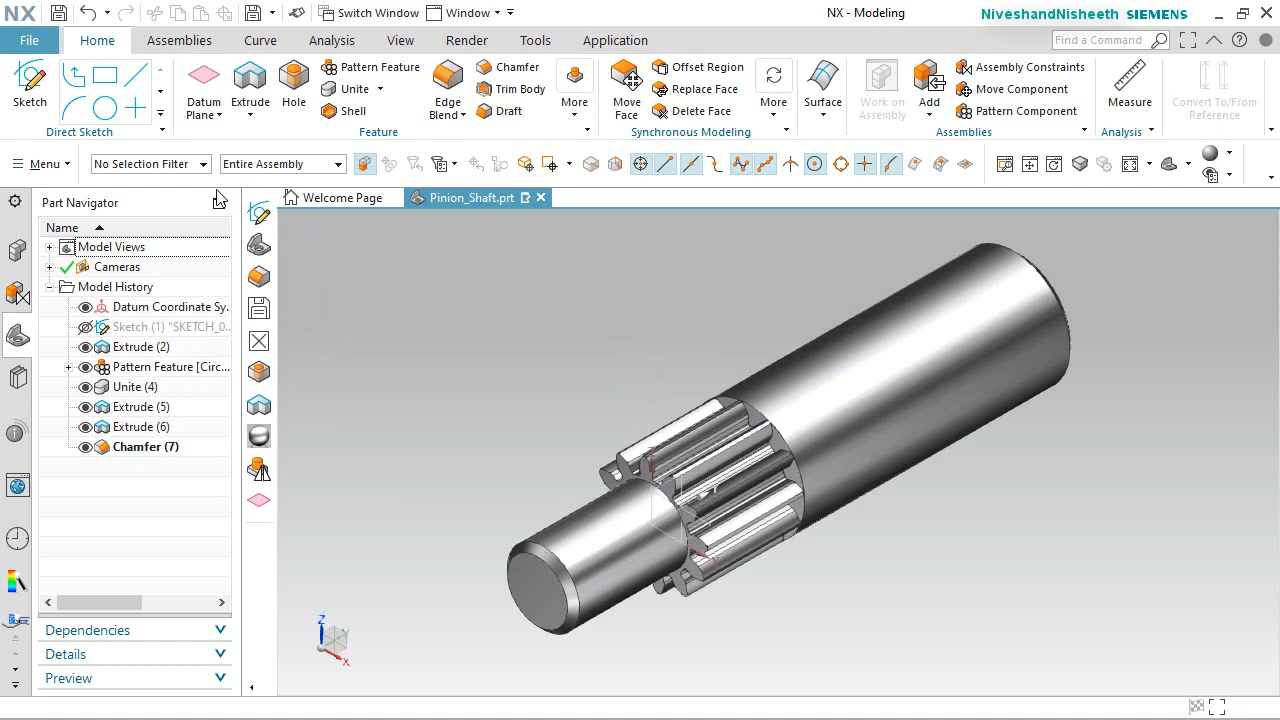 NX
Switch Window
Window
NX - Modeling
NiveshandNisheeth SIEMENS
File
Home
Assemblies
Curve
Analysis
View
Render
Tools
Application
Find a Command
Sketch
Direct Sketch
Datum Plane
Extrude
Hole
Pattern Feature
Unite
Shell
Edge Blend
Chamfer
Trim Body
Draft
More
Feature
Move Face
Offset Region
Replace Face
Delete Face
More
Synchronous Modeling
Surface
Work on Assembly
Add
Assembly Constraints
Move Component
Pattern Component
Assemblies
Measure
Analysis
Convert To/From Reference
Menu
No Selection Filter
Entire Assembly
Part Navigator
Welcome Page
Pinion_Shaft.prt
Name
Model Views
Cameras
Model History
Datum Coordinate Sy...
Sketch (1) "SKETCH_0...
Extrude (2)
Pattern Feature [Circ...
Unite (4)
Extrude (5)
Extrude (6)
Chamfer (7)
Dependencies
Details
Preview
Z
Y
X